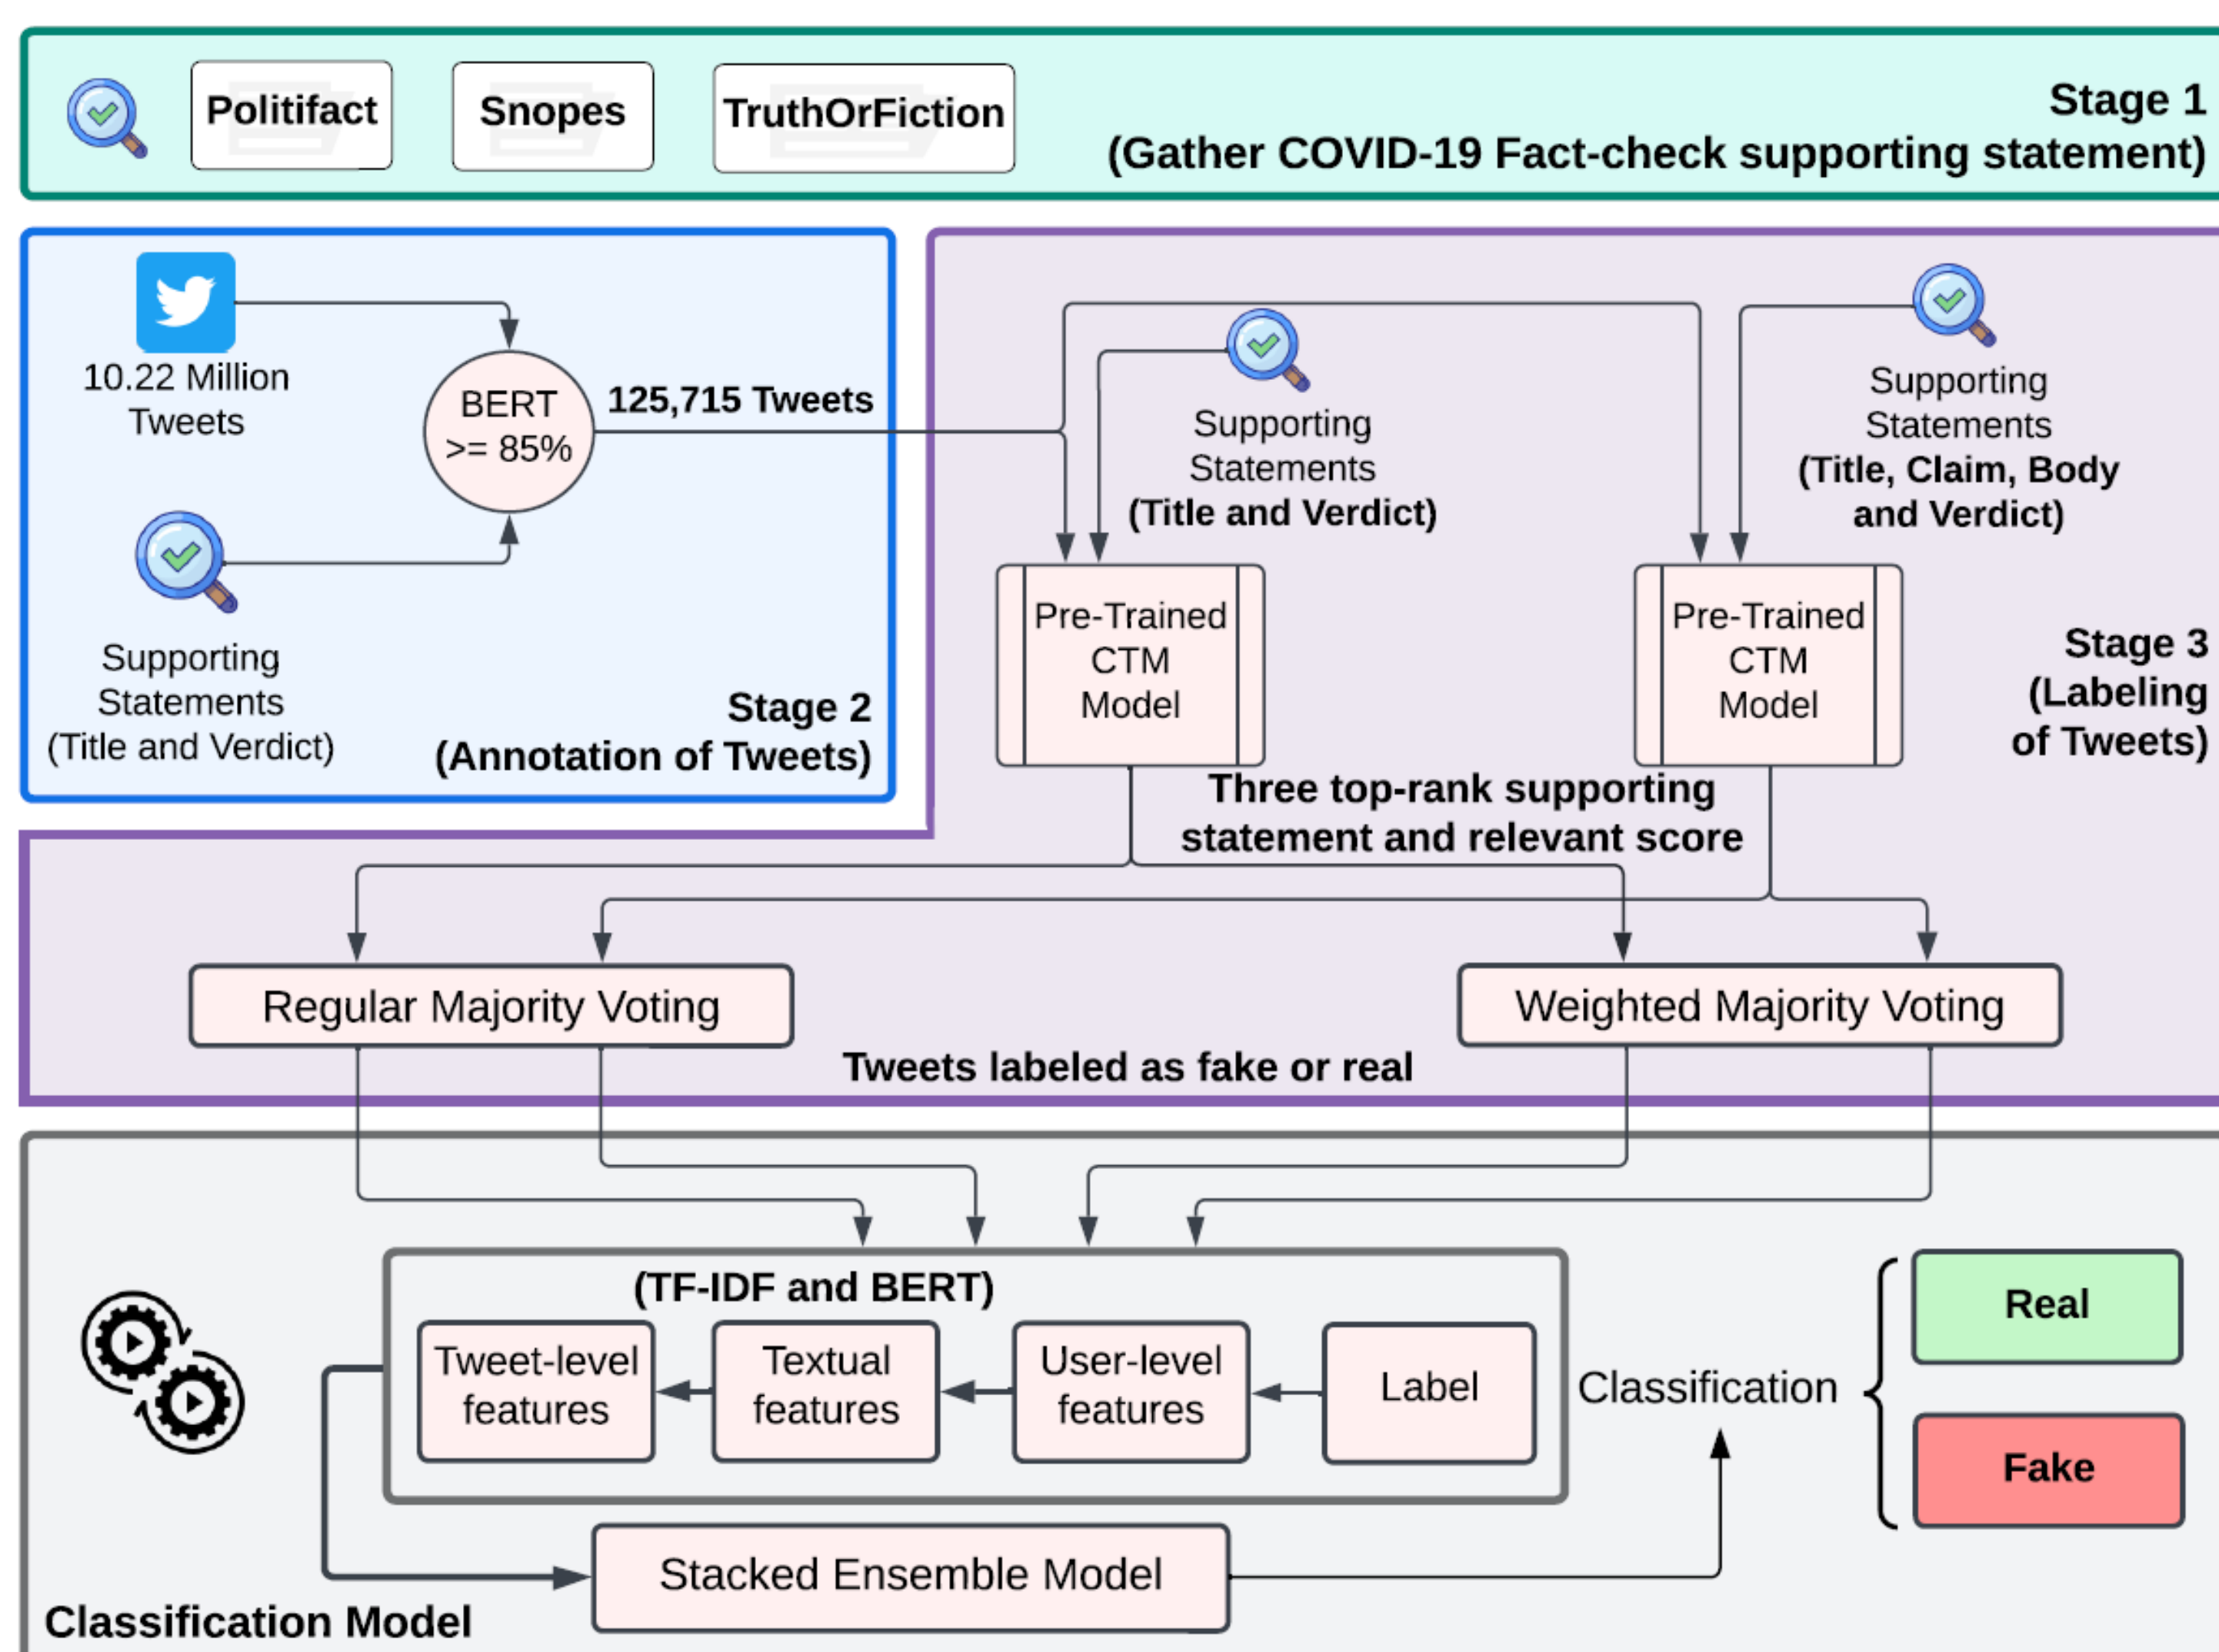 Politifact
Snopes
TruthOrFiction
Stage 1
(Gather COVID-19 Fact-check supporting statement)
10.22 Million
Tweets
BERT
>= 85%
125,715 Tweets
Supporting
Statements
(Title and Verdict)
Stage 2
(Annotation of Tweets)
Supporting
Statements
(Title and Verdict)
Supporting
Statements
(Title, Claim, Body
and Verdict)
Pre-Trained
CTM
Model
Pre-Trained
CTM
Model
Stage 3
(Labeling
of Tweets)
Three top-rank supporting
statement and relevant score
Regular Majority Voting
Weighted Majority Voting
Tweets labeled as fake or real
(TF-IDF and BERT)
Tweet-level
features
Textual
features
User-level
features
Label
Classification
Real
Fake
Stacked Ensemble Model
Classification Model